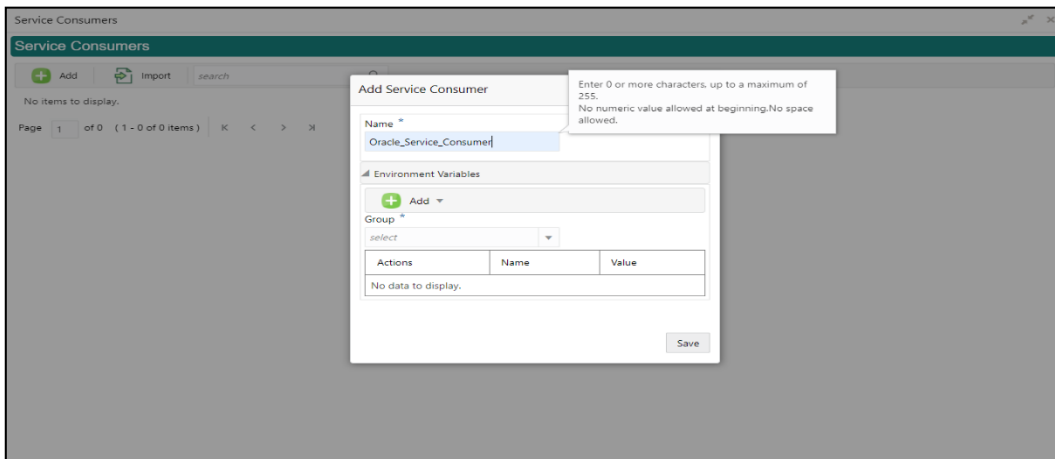 Service Consumers
Service Consumers
Add Import search
No items to display.
Page 1 of 0 (1 - 0 of 0 items) K < > X
Add Service Consumer
Enter 0 or more characters, up to a maximum of
255.
No numeric value allowed at beginning.No space
allowed.
Name *
Oracle_Service_Consumer
Environment Variables
Add
Group *
select
Actions Name Value
No data to display.
Save